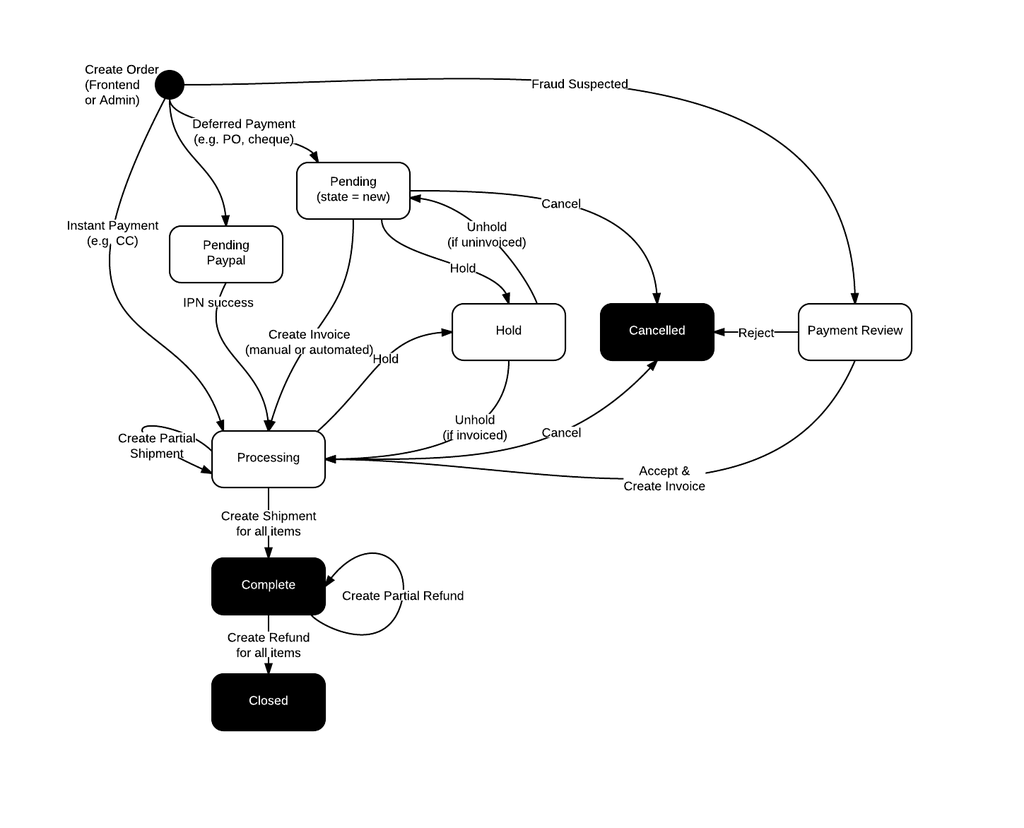 Create Order
(Frontend
or Admin)
Fraud Suspected
Deferred Payment
(e.g. PO, cheque)
Pending
(state = new)
Cancel
Instant Payment
(e.g. CC)
Pending
Paypal
Unhold
(if uninvoiced)
Hold
IPN success
Create Invoice
(manual or automated)
Hold
Hold
Cancelled
Reject
Payment Review
Unhold
(if invoiced)
Cancel
Create Partial
Shipment
Processing
Accept &
Create Invoice
Create Shipment
for all items
Complete
Create Partial Refund
Create Refund
for all items
Closed